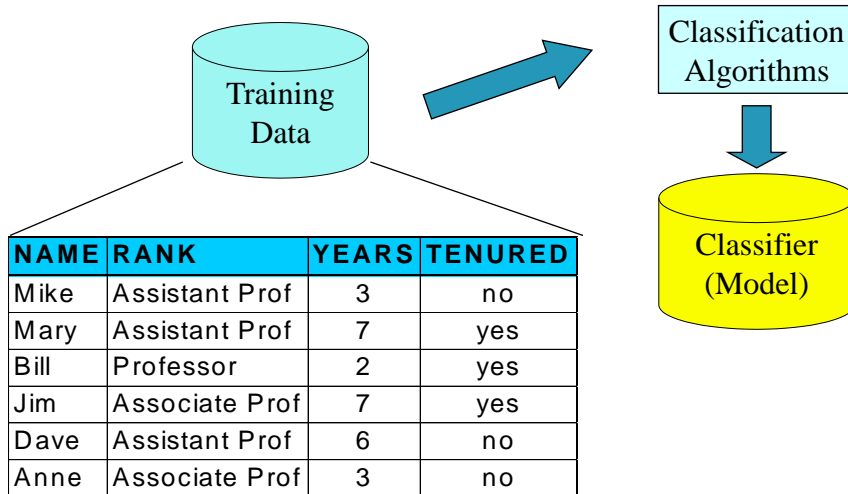 Training
Data
Classification
Algorithms
Classifier
(Model)
NAME RANK YEARS TENURED
Mike Assistant Prof 3 no
Mary Assistant Prof 7 yes
Bill Professor 2 yes
Jim Associate Prof 7 yes
Dave Assistant Prof 6 no
Anne Associate Prof 3 no